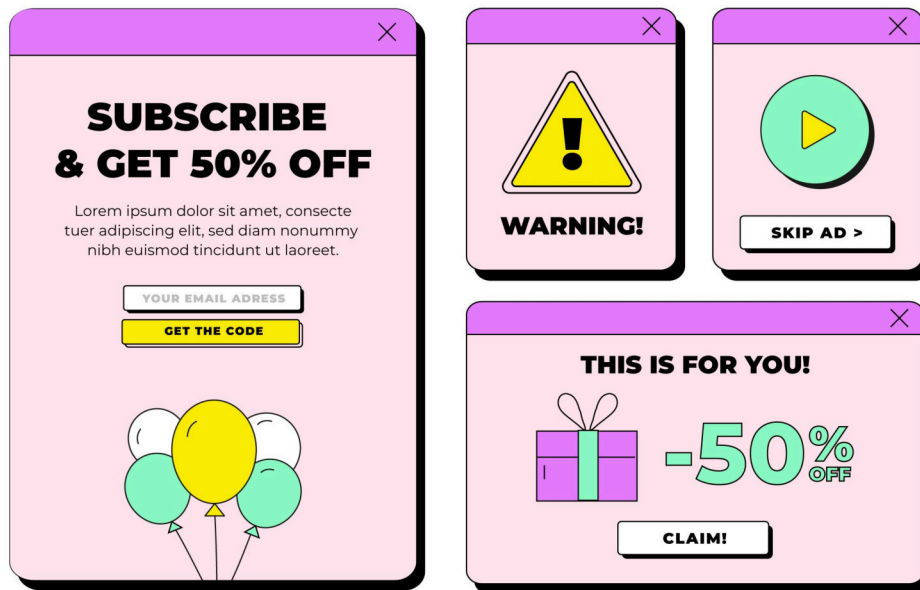 SUBSCRIBE
& GET 50% OFF
Lorem ipsum dolor sit amet, consecte
tuer adipiscing elit, sed diam nonummy
nibh euismod tincidunt ut laoreet.
YOUR EMAIL ADRESS
GET THE CODE
WARNING!
SKIP AD >
THIS IS FOR YOU!
-50%
OFF
CLAIM!